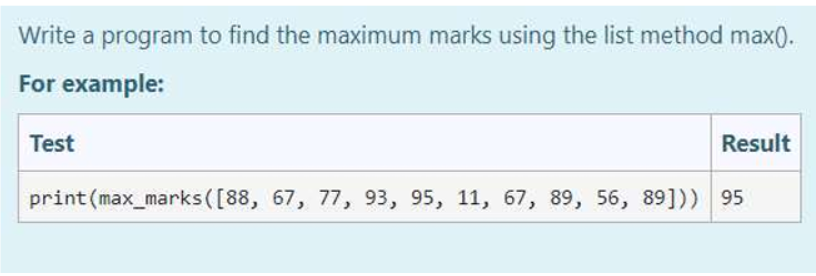 Write a program to find the maximum marks using the list method max().
For example:
Test Result
print(max_marks([88, 67, 77, 93, 95, 11, 67, 89, 56, 89])) 95